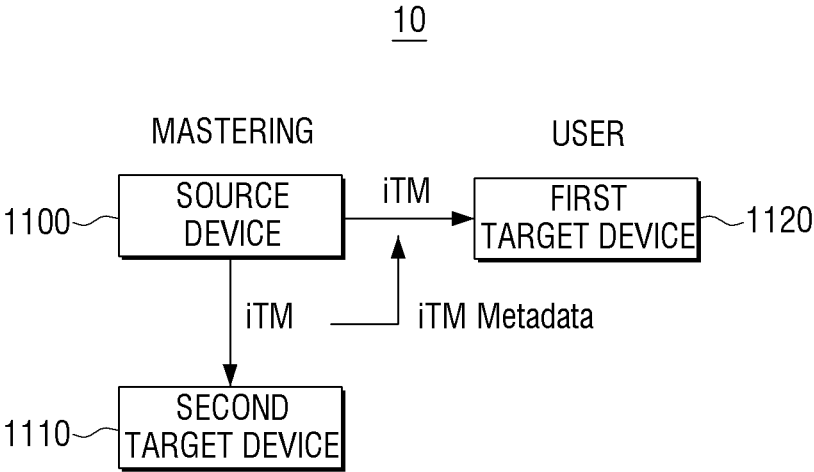 10
MASTERING
USER
1100
SOURCE
DEVICE
iTM
FIRST
TARGET DEVICE
1120
iTM
iTM Metadata
1110
SECOND
TARGET DEVICE